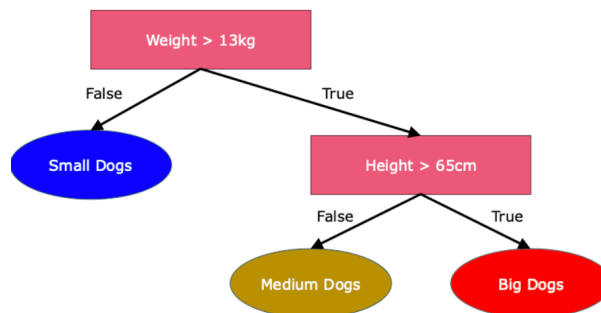 Weight > 13kg
False
True
Small Dogs
Height > 65cm
False
True
Medium Dogs
Big Dogs